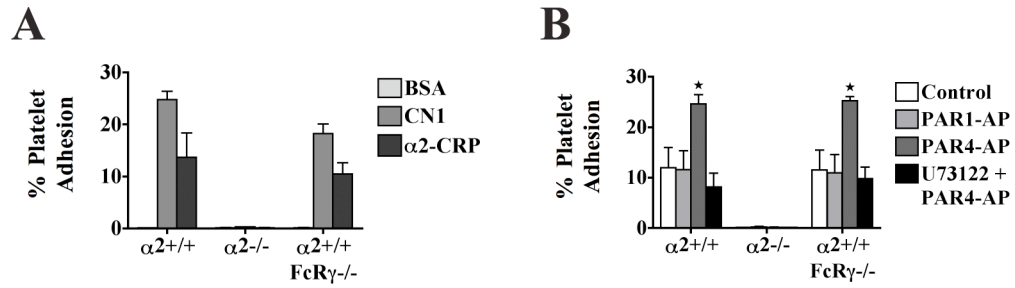 A
% Platelet
Adhesion
30
20
10
0
α2+/+
α2-/-
α2+/+
FcRγ-/-
BSA
CN1
α2-CRP
B
% Platelet
Adhesion
30
20
10
0
★
★
α2+/+
α2-/-
α2+/+
FcRγ-/-
Control
PAR1-AP
PAR4-AP
U73122 +
PAR4-AP